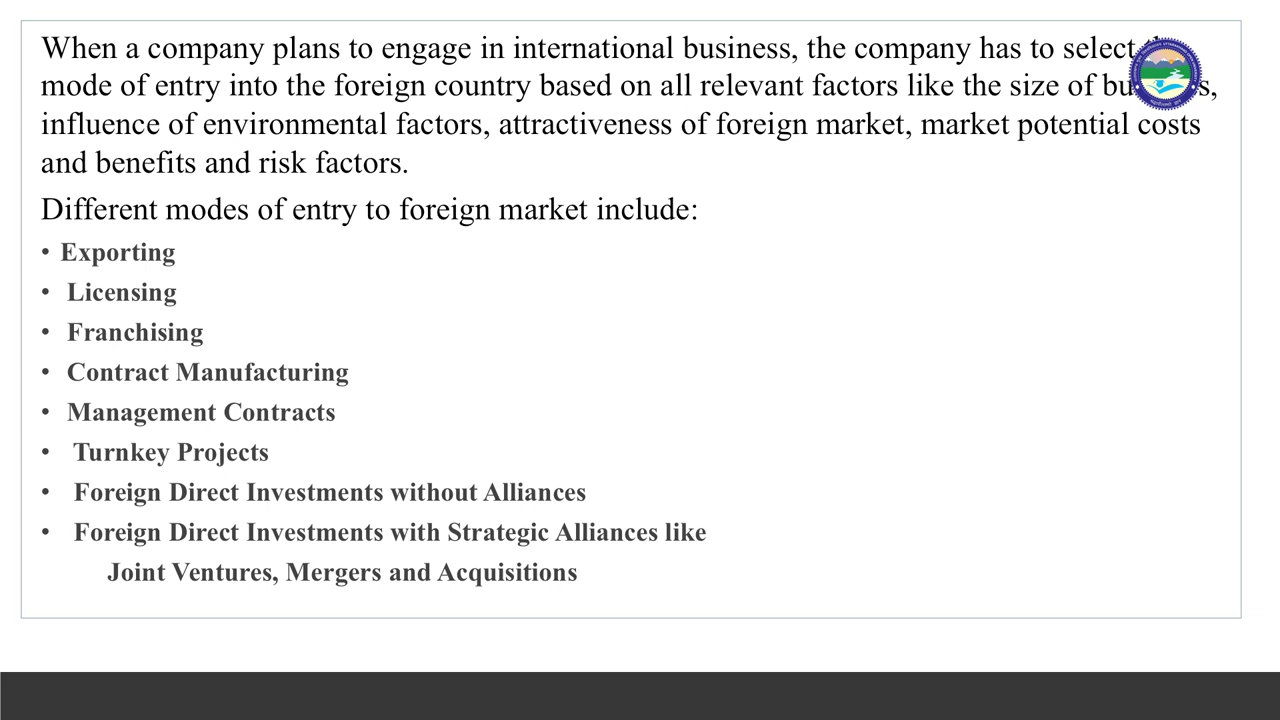 When a company plans to engage in international business, the company has to select
mode of entry into the foreign country based on all relevant factors like the size of
influence of environmental factors, attractiveness of foreign market, market potential costs
and benefits and risk factors.
Different modes of entry to foreign market include:
• Exporting
• Licensing
• Franchising
• Contract Manufacturing
• Management Contracts
• Turnkey Projects
• Foreign Direct Investments without Alliances
• Foreign Direct Investments with Strategic Alliances like
Joint Ventures, Mergers and Acquisitions